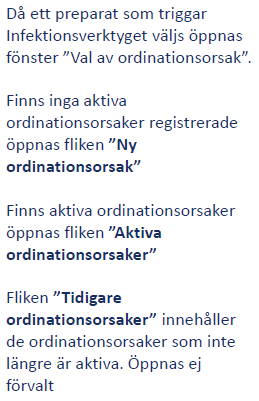 Då ett preparat som triggar
Infektionsverktyget väljs öppnas
fönster ”Val av ordinationsorsak”.
Finns inga aktiva
ordinationsorsaker registrerade
öppnas fliken ”Ny
ordinationsorsak”
Finns aktiva ordinationsorsaker
öppnas fliken ”Aktiva
ordinationsorsaker”
Fliken ”Tidigare
ordinationsorsaker” innehåller
de ordinationsorsaker som inte
längre är aktiva. Öppnas ej
förvalt